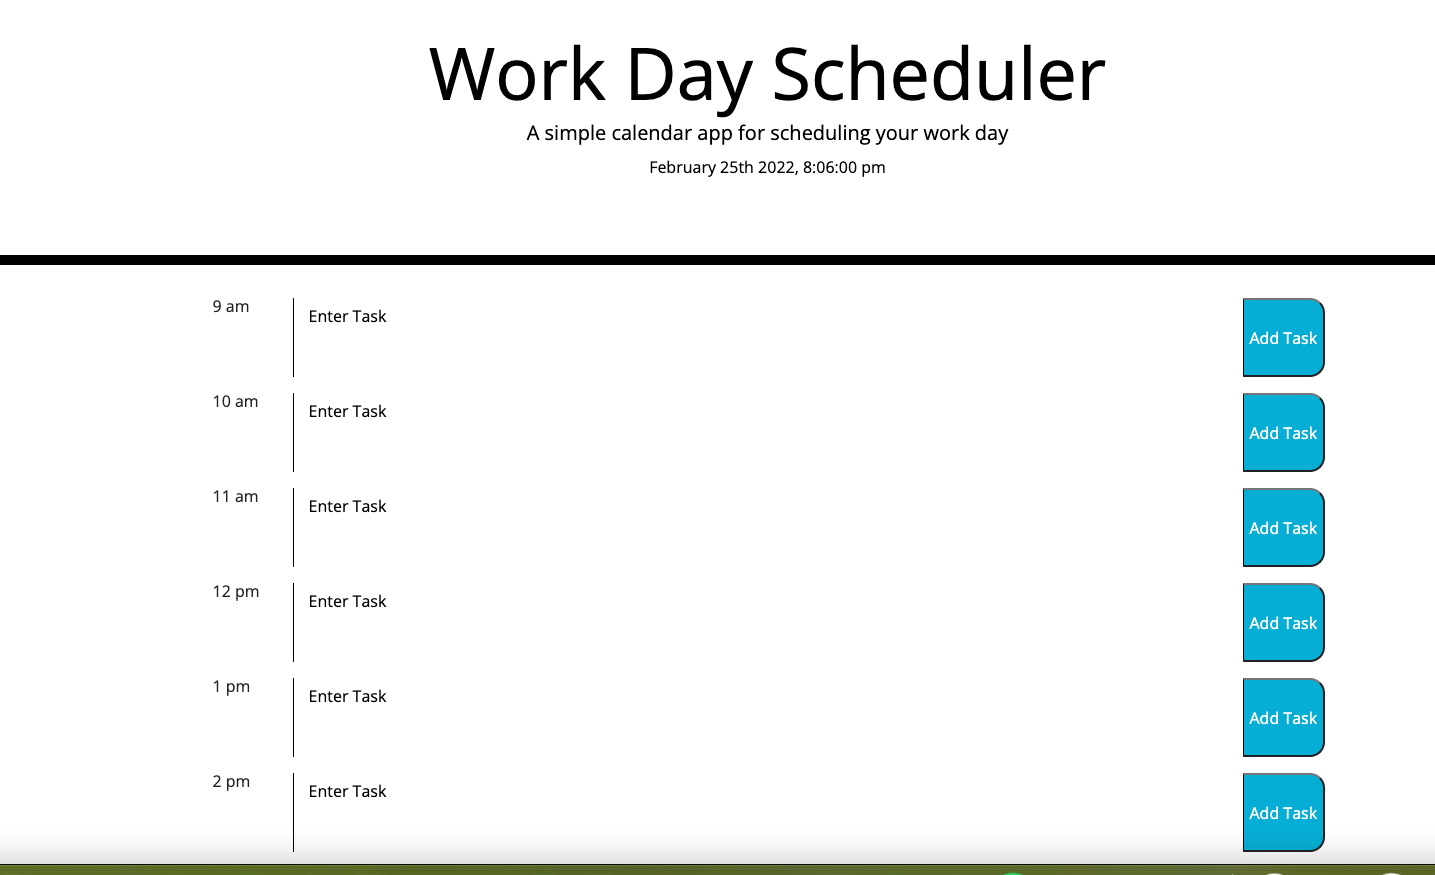 Work Day Scheduler
A simple calendar app for scheduling your work day
February 25th 2022, 8:06:00 pm
9 am
Enter Task
Add Task
10 am
Enter Task
Add Task
11 am
Enter Task
Add Task
12 pm
Enter Task
Add Task
1 pm
Enter Task
Add Task
2 pm
Enter Task
Add Task